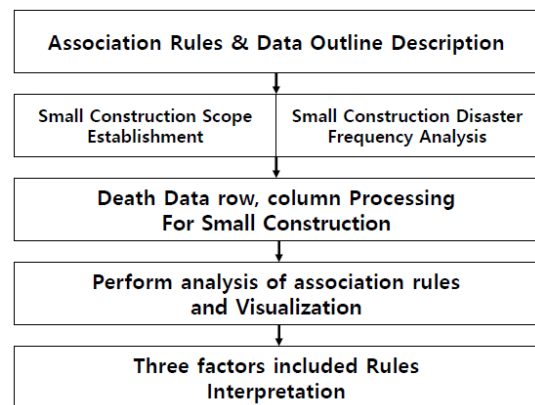 Association Rules & Data Outline Description
Small Construction Scope
Establishment
Small Construction Disaster
Frequency Analysis
Death Data row, column Processing
For Small Construction
Perform analysis of association rules
and Visualization
Three factors included Rules
Interpretation